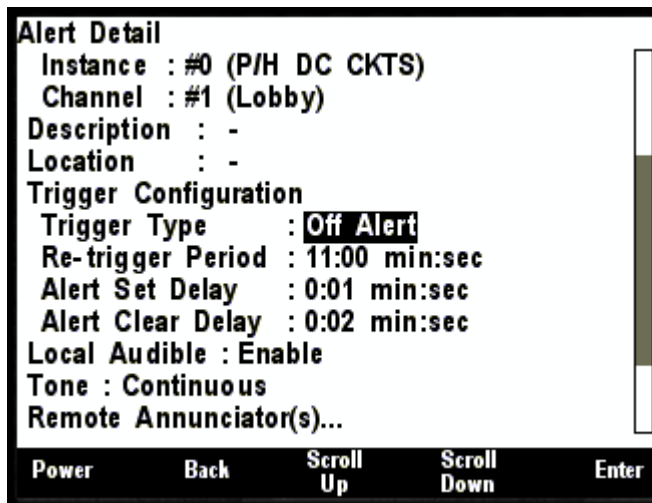 Alert Detail
Instance : #0 (P/H DC CKTS)
Channel : #1 (Lobby)
Description : -
Location : -
Trigger Configuration
Trigger Type : Off Alert
Re-trigger Period : 11:00 min:sec
Alert Set Delay : 0:01 min:sec
Alert Clear Delay : 0:02 min:sec
Local Audible : Enable
Tone : Continuous
Remote Annunciator(s)...
Power Back Scroll Up Scroll Down Enter